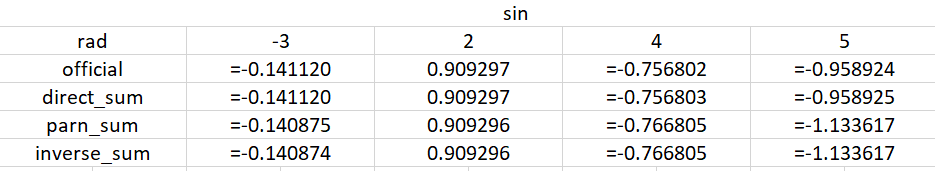 sin
rad -3 2 4 5
official =-0.141120 0.909297 =-0.756802 =-0.958924
direct_sum =-0.141120 0.909297 =-0.756803 =-0.958925
parn_sum =-0.140875 0.909296 =-0.766805 =-1.133617
inverse_sum =-0.140874 0.909296 =-0.766805 =-1.133617